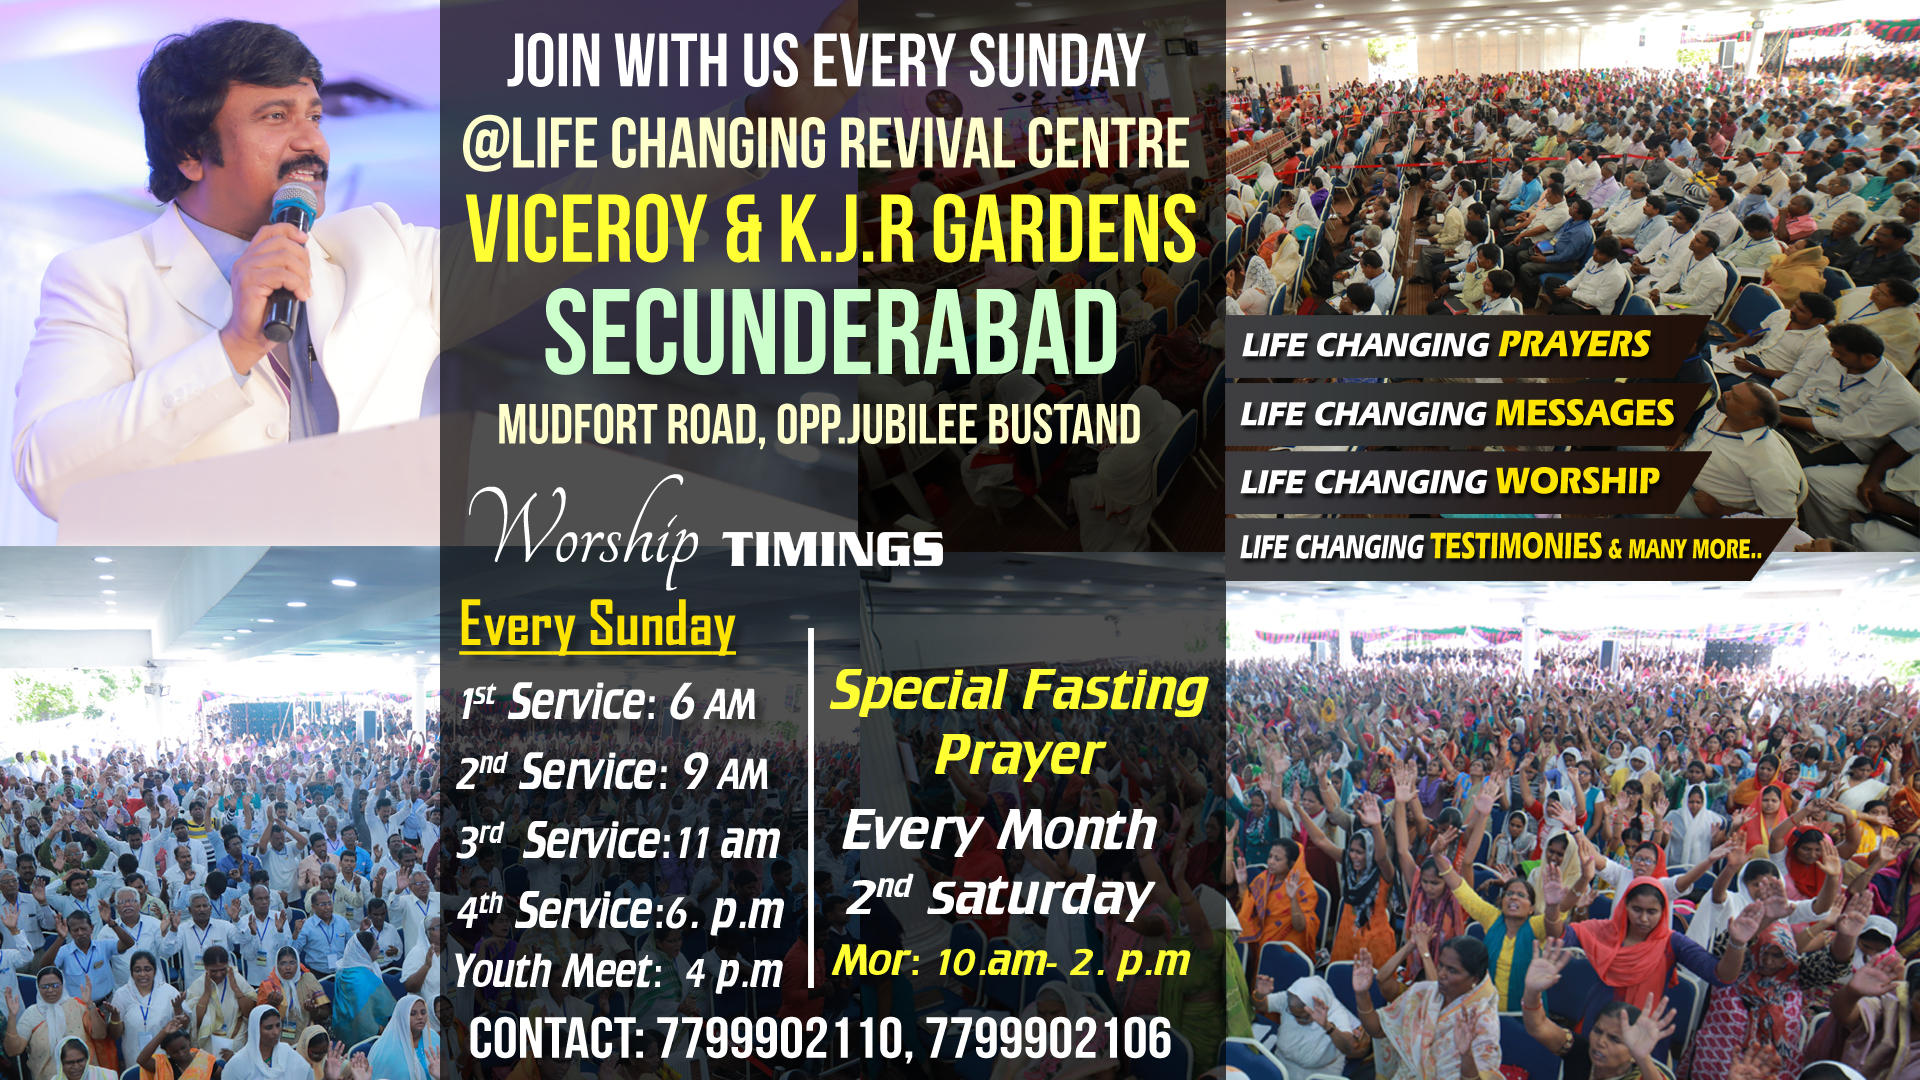 JOIN WITH US EVERY SUNDAY
@LIFE CHANGING REVIVAL CENTRE
VICEROY & K.J.R GARDENS
SECUNDERABAD
MUDFORT ROAD, OPP.JUBILEE BUSTAND
Worship TIMINGS
Every Sunday
1st Service: 6 AM
2nd Service: 9 AM
3rd Service:11 am
4th Service:6. p.m
Youth Meet: 4 p.m
Special Fasting
Prayer
Every Month
2nd saturday
Mor: 10.am- 2. p.m
CONTACT: 7799902110, 7799902106
LIFE CHANGING PRAYERS
LIFE CHANGING MESSAGES
LIFE CHANGING WORSHIP
LIFE CHANGING TESTIMONIES & MANY MORE..